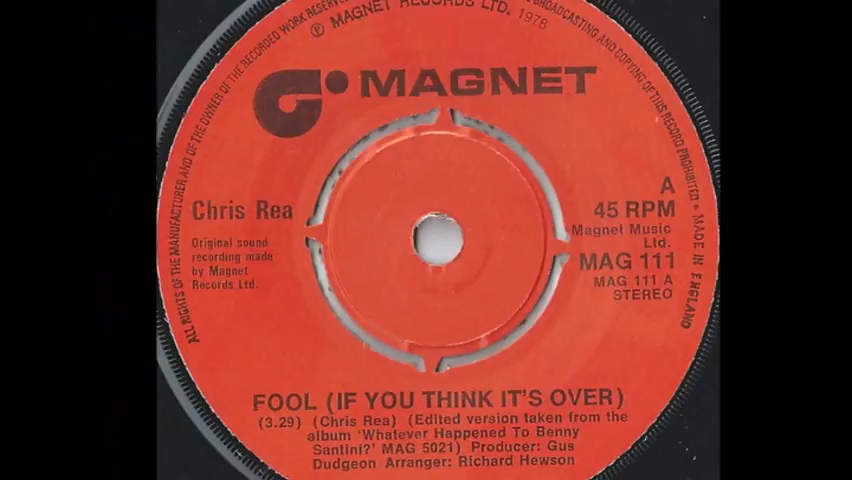 ALL RIGHTS OF THE MANUFACTURER AND OF THE OWNER OF THE RECORDED WORK RESERVED
BROADCASTING AND COPYING OF THIS RECORD PROHIBITED • MADE IN ENGLAND
℗ MAGNET RECORDS LTD. 1978
MAGNET
Chris Rea
Original sound
recording made
by Magnet
Records Ltd.
A
45 RPM
Magnet Music
Ltd.
MAG 111
MAG 111 A
STEREO
FOOL (IF YOU THINK IT'S OVER)
(3.29) (Chris Rea) (Edited version taken from the
album 'Whatever Happened To Benny
Santini?' MAG 5021) Producer: Gus
Dudgeon Arranger: Richard Hewson